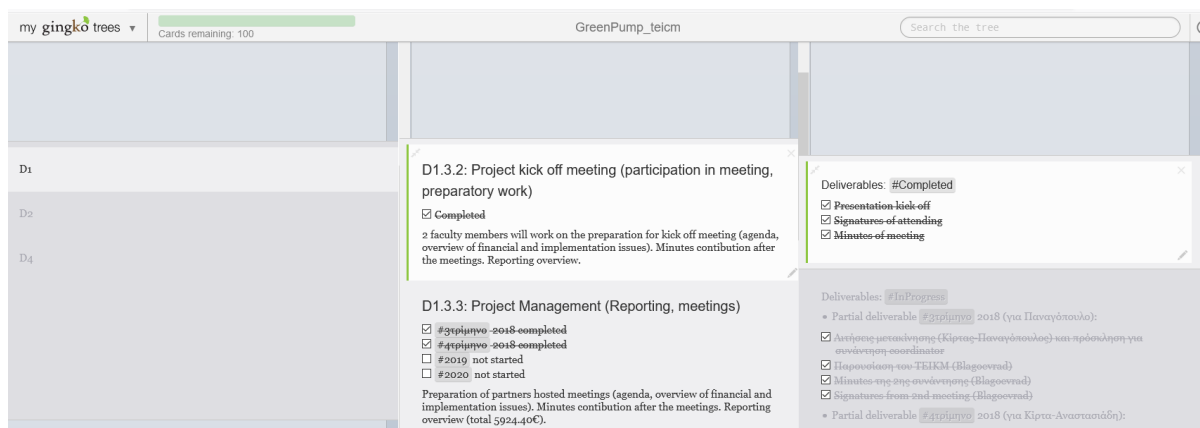 my gingko trees ▼
Cards remaining: 100
GreenPump_teicm
Search the tree
D1
D2
D4
D1.3.2: Project kick off meeting (participation in meeting,
preparatory work)
Completed
2 faculty members will work on the preparation for kick off meeting (agenda,
overview of financial and implementation issues). Minutes contibution after
the meetings. Reporting overview.
D1.3.3: Project Management (Reporting, meetings)
#3τρίμηνο 2018 completed
#4τρίμηνο 2018 completed
#2019 not started
#2020 not started
Preparation of partners hosted meetings (agenda, overview of financial and
implementation issues). Minutes contibution after the meetings. Reporting
overview (total 5924.40€).
Deliverables: #Completed
Presentation kick off
Signatures of attending
Minutes of meeting
Deliverables: #InProgress
• Partial deliverable #3τρίμηνο 2018 (για Παναγόπουλο):
Αιτήσεις μετακίνησης (Κίρτας-Παναγόπουλος) και πρόσκληση για
συνάντηση coordinator
Παρουσίαση του ΤΕΙΚΜ (Blagoevrad)
Minutes της 2ης συνάντησης (Blagoevrad)
Signatures from 2nd meeting (Blagoevrad)
• Partial deliverable #4τρίμηνο 2018 (για Κίρτα-Αναστασιάδη):